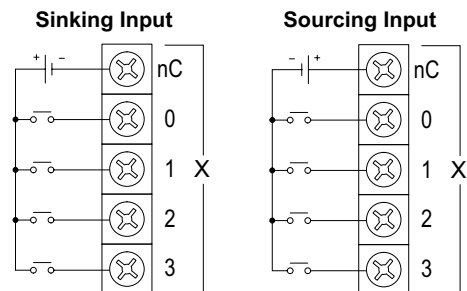 Sinking Input
Sourcing Input
+ − nC
0
1 X
2
3
− + nC
0
1 X
2
3